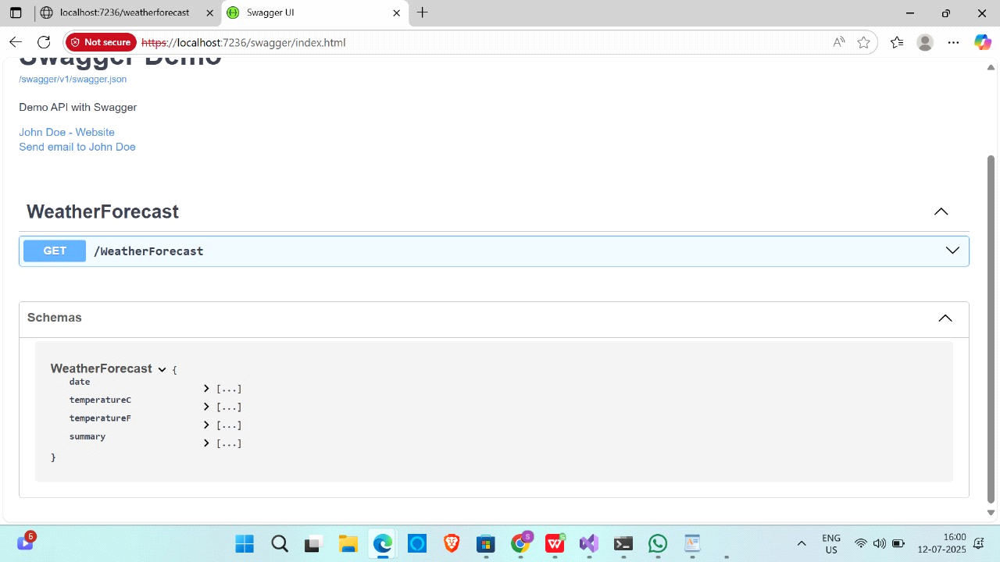 localhost:7236/weatherforecast
Swagger UI
Not secure
https://localhost:7236/swagger/index.html
Swagger Demo
/swagger/v1/swagger.json
Demo API with Swagger
John Doe - Website
Send email to John Doe
WeatherForecast
GET /WeatherForecast
Schemas
WeatherForecast {
date [...]
temperatureC [...]
temperatureF [...]
summary [...]
}
6
S
W
5
ENG
US
16:00
12-07-2025